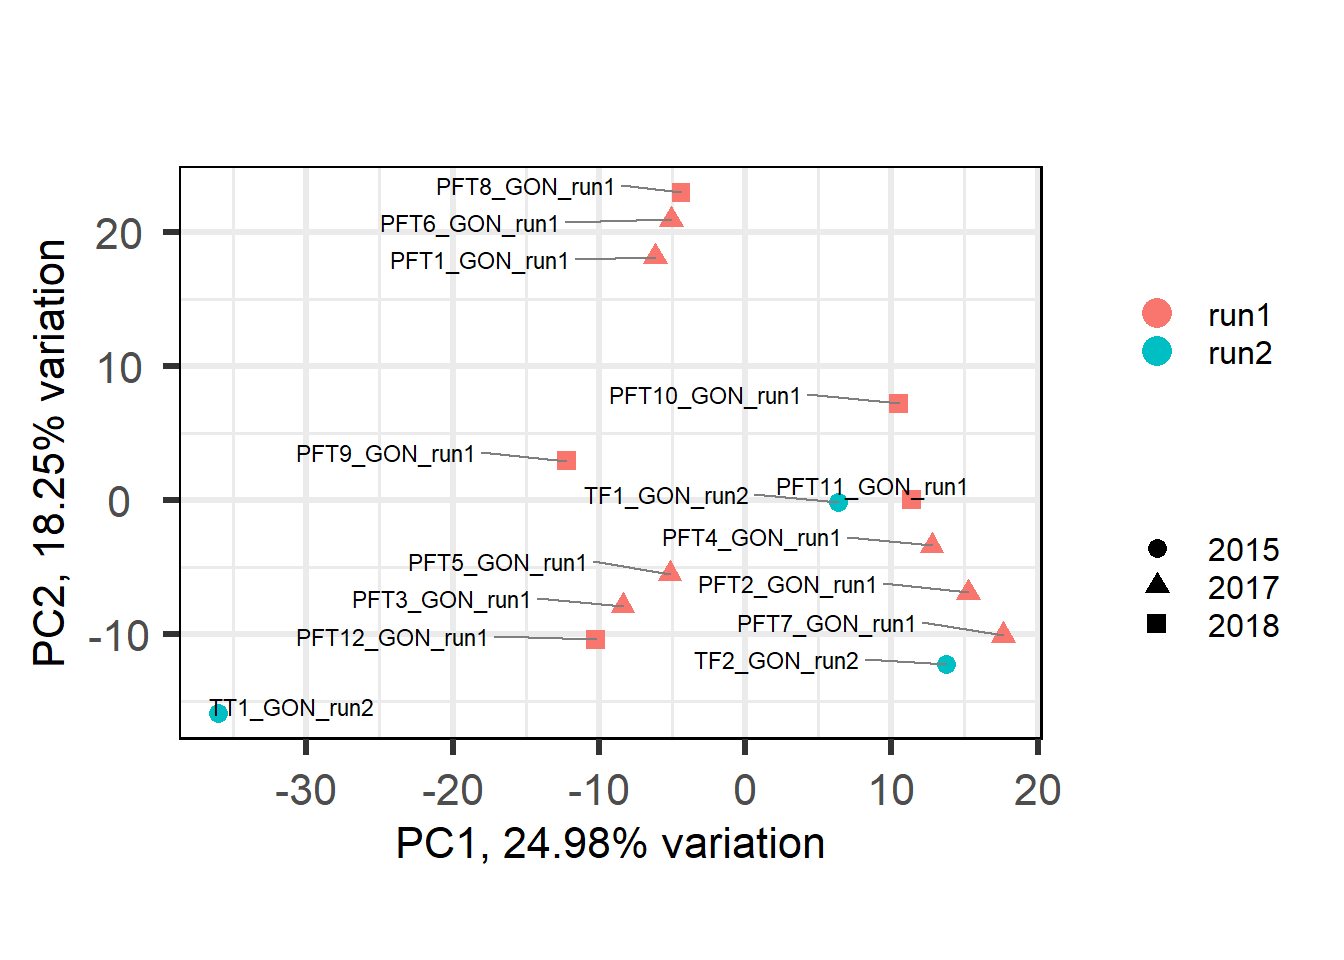 PFT8_GON_run1
PFT6_GON_run1
PFT1_GON_run1
PFT10_GON_run1
PFT9_GON_run1
PFT11_GON_run1
TF1_GON_run2
PFT4_GON_run1
PFT5_GON_run1
PFT2_GON_run1
PFT3_GON_run1
PFT7_GON_run1
PFT12_GON_run1
TF2_GON_run2
TT1_GON_run2
20
10
0
-10
PC2, 18.25% variation
-30 -20 -10 0 10 20
PC1, 24.98% variation
run1
run2
2015
2017
2018